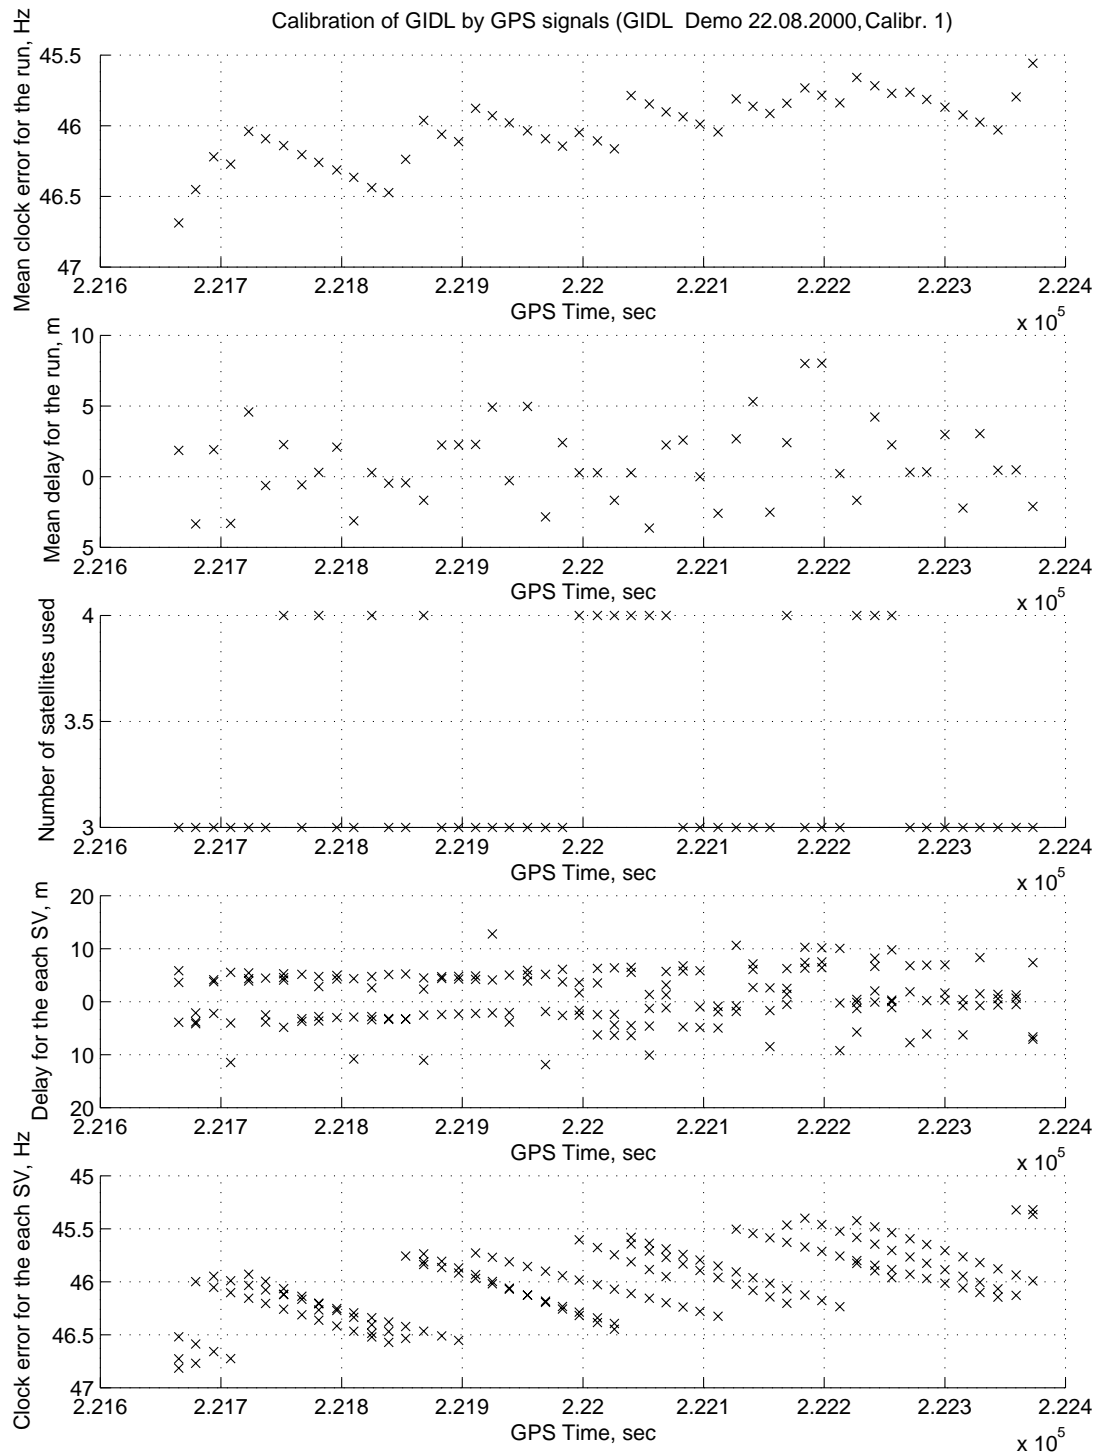 Calibration of GIDL by GPS signals (GIDL Demo 22.08.2000, Calibr. 1)
Mean clock error for the run, Hz
45.5
46
46.5
47
2.216 2.217 2.218 2.219 2.22 2.221 2.222 2.223 2.224
GPS Time, sec
x 10^5
Mean delay for the run, m
10
5
0
5
2.216 2.217 2.218 2.219 2.22 2.221 2.222 2.223 2.224
GPS Time, sec
x 10^5
Number of satellites used
4
3.5
3
2.216 2.217 2.218 2.219 2.22 2.221 2.222 2.223 2.224
GPS Time, sec
x 10^5
Delay for the each SV, m
20
10
0
10
20
2.216 2.217 2.218 2.219 2.22 2.221 2.222 2.223 2.224
GPS Time, sec
x 10^5
Clock error for the each SV, Hz
45
45.5
46
46.5
47
2.216 2.217 2.218 2.219 2.22 2.221 2.222 2.223 2.224
GPS Time, sec
x 10^5